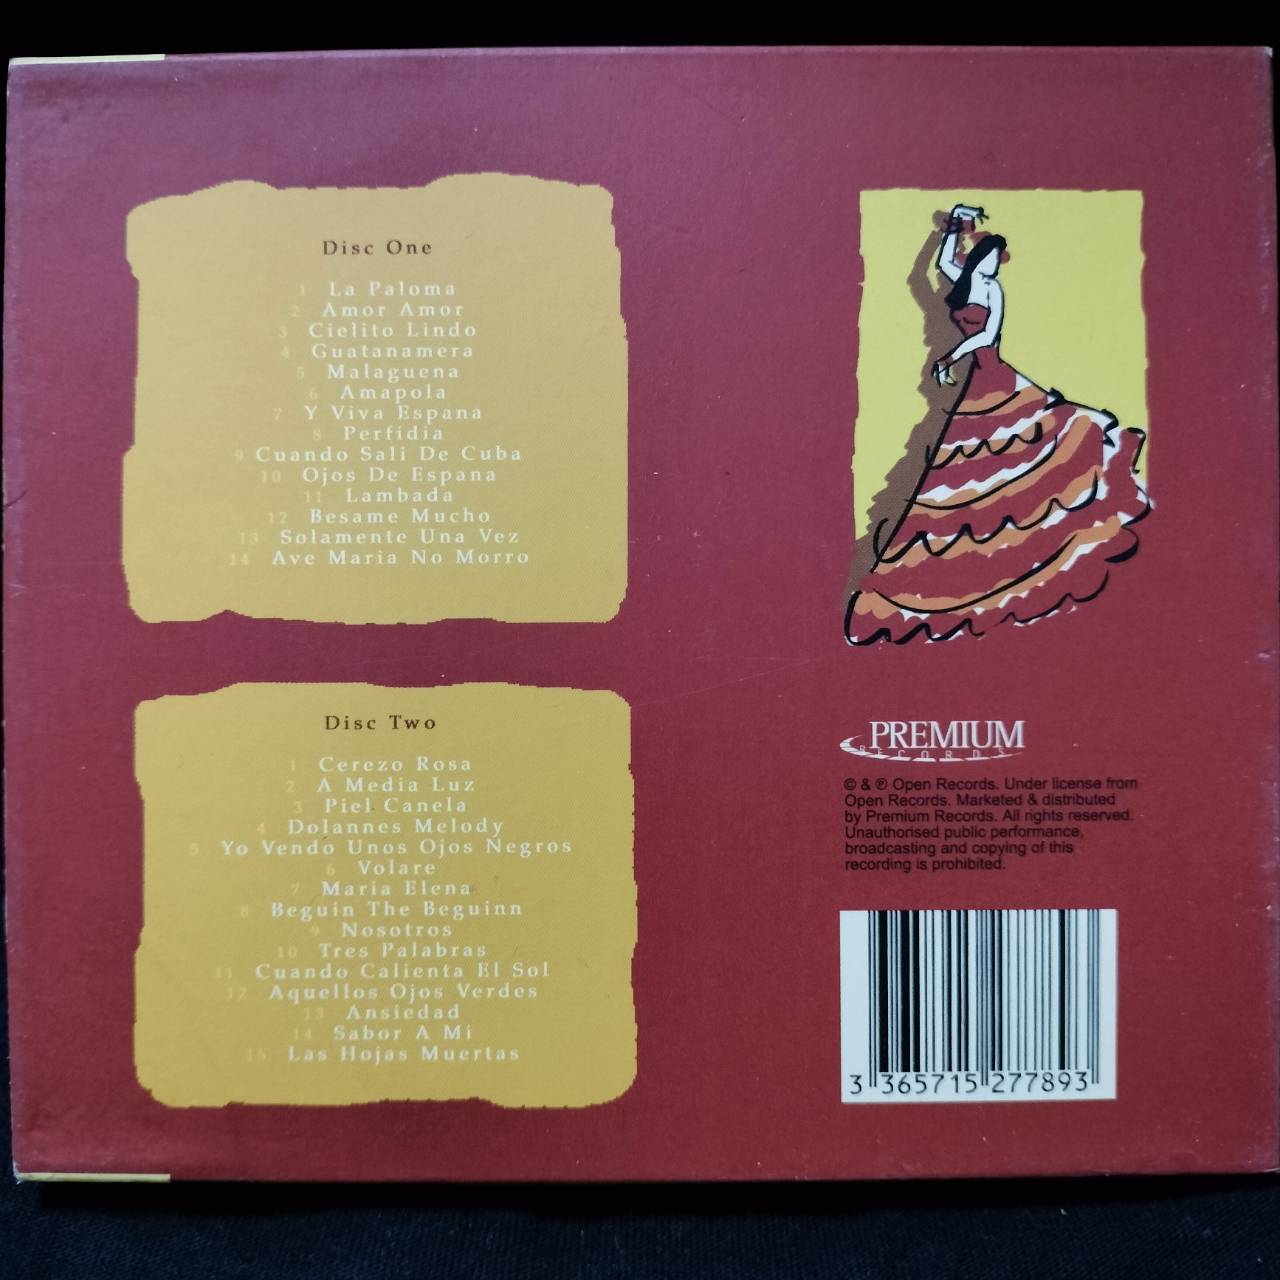 Disc One
1 La Paloma
2 Amor Amor
3 Cielito Lindo
4 Guatanamera
5 Malaguena
6 Amapola
7 Y Viva Espana
8 Perfidia
9 Cuando Sali De Cuba
10 Ojos De Espana
11 Lambada
12 Besame Mucho
13 Solamente Una Vez
14 Ave Maria No Morro
Disc Two
1 Cerezo Rosa
2 A Media Luz
3 Piel Canela
4 Dolannes Melody
5 Yo Vendo Unos Ojos Negros
6 Volare
7 Maria Elena
8 Beguin The Beguinn
9 Nosotros
10 Tres Palabras
11 Cuando Calienta El Sol
12 Aquellos Ojos Verdes
13 Ansiedad
14 Sabor A Mi
15 Las Hojas Muertas
PREMIUM
RECORDS
© & ℗ Open Records. Under license from
Open Records. Marketed & distributed
by Premium Records. All rights reserved.
Unauthorised public performance,
broadcasting and copying of this
recording is prohibited.
3 365715 277893